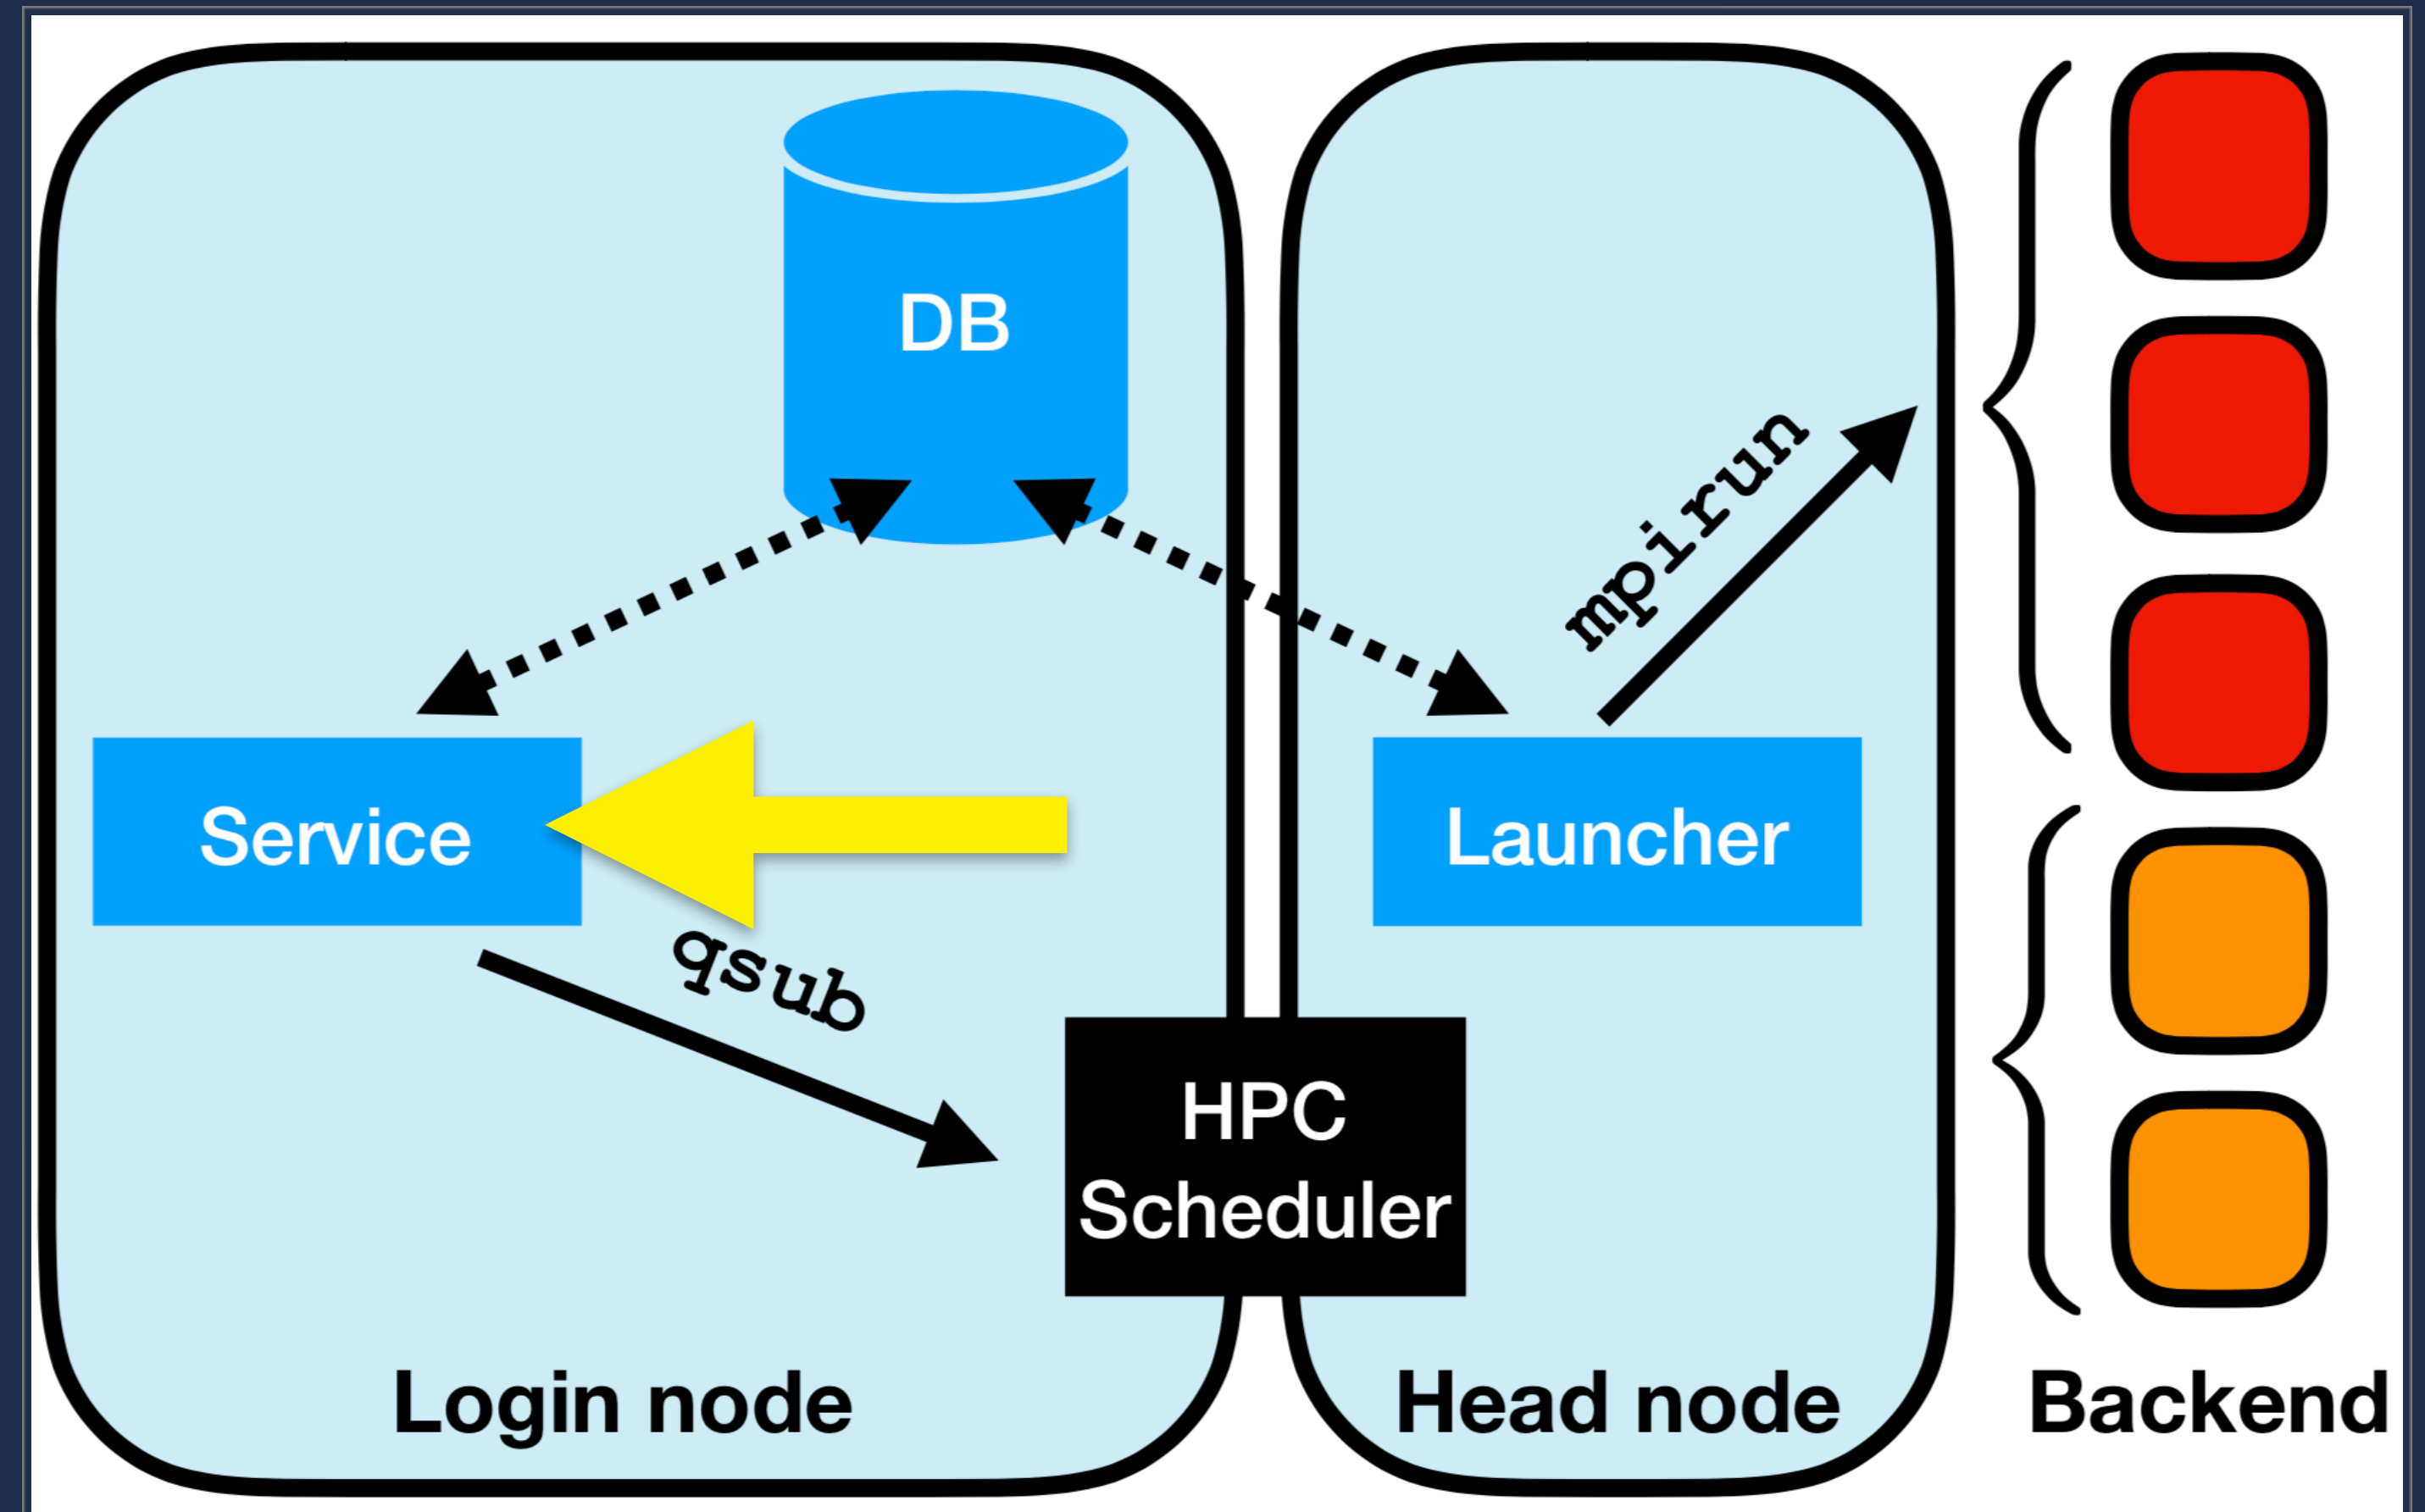 DB
mpirun
Service
Launcher
qsub
HPC
Scheduler
Login node
Head node
Backend